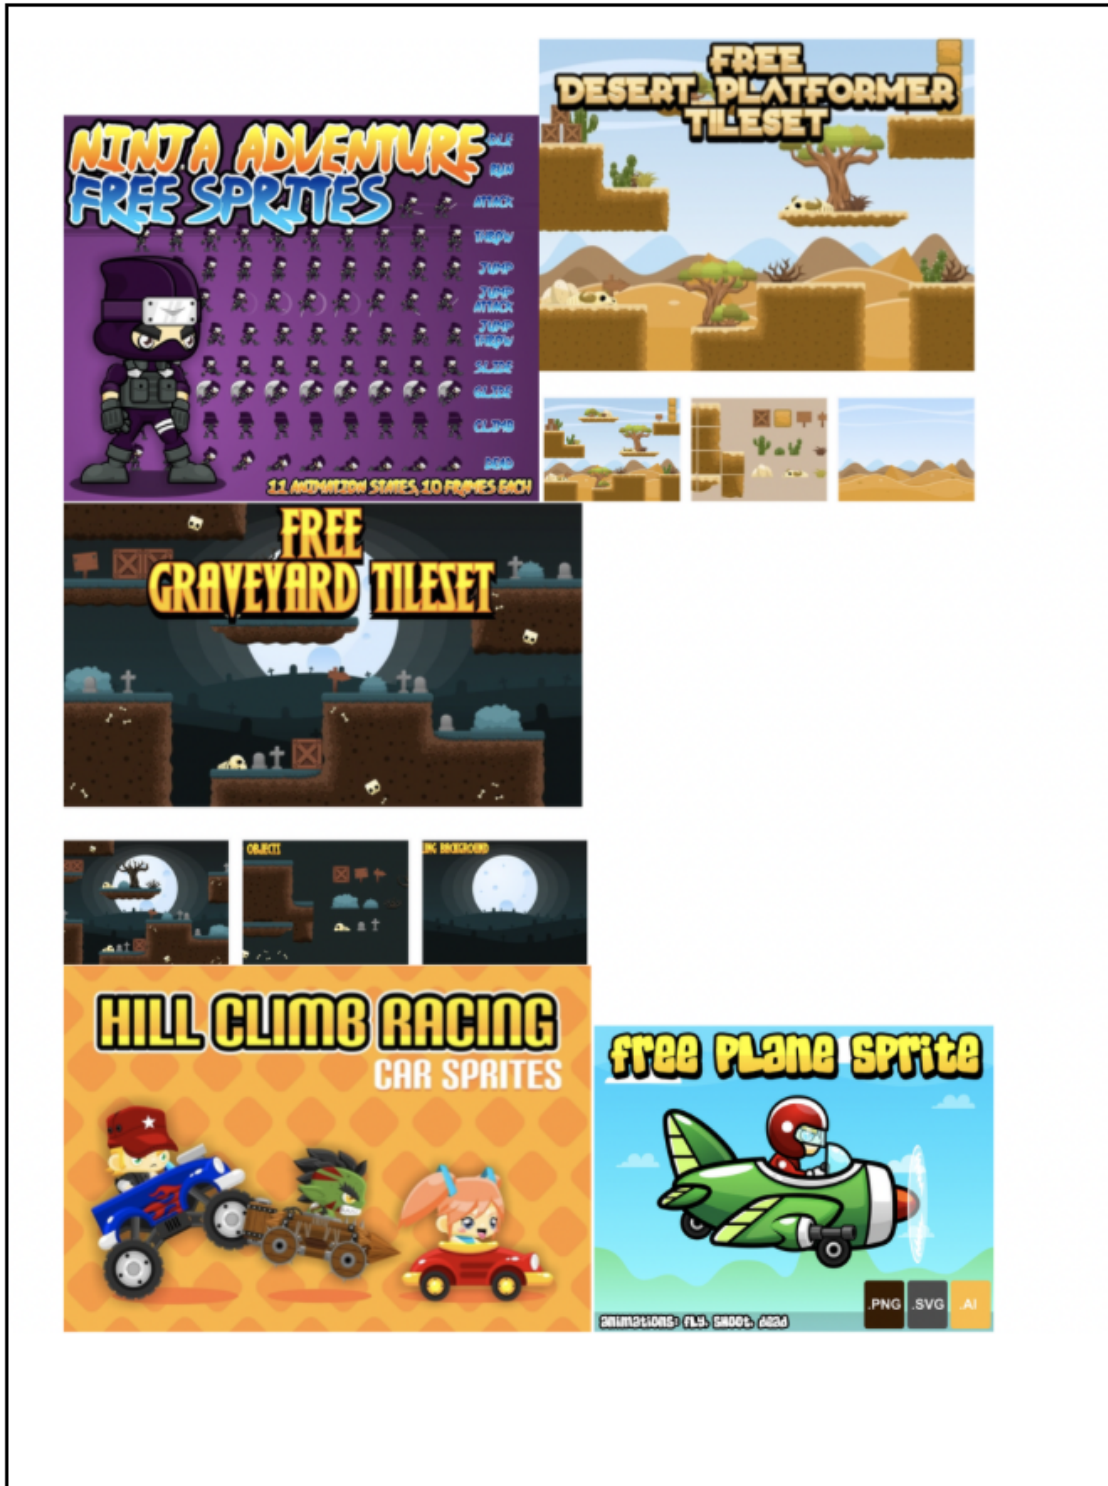 FREE
DESERT PLATFORMER
TILESET
NINJA ADVENTURE
FREE SPRITES
IDLE
RUN
ATTACK
THROW
JUMP
JUMP
ATTACK
JUMP
THROW
SLIDE
GLIDE
CLIMB
DEAD
11 ANIMATION STATES, 10 FRAMES EACH
FREE
GRAVEYARD TILESET
OBJECTS
NG BACKGROUND
HILL CLIMB RACING
CAR SPRITES
FREE PLANE SPRITE
.PNG .SVG .AI
ANIMATIONS: FLY, SHOOT, DEAD